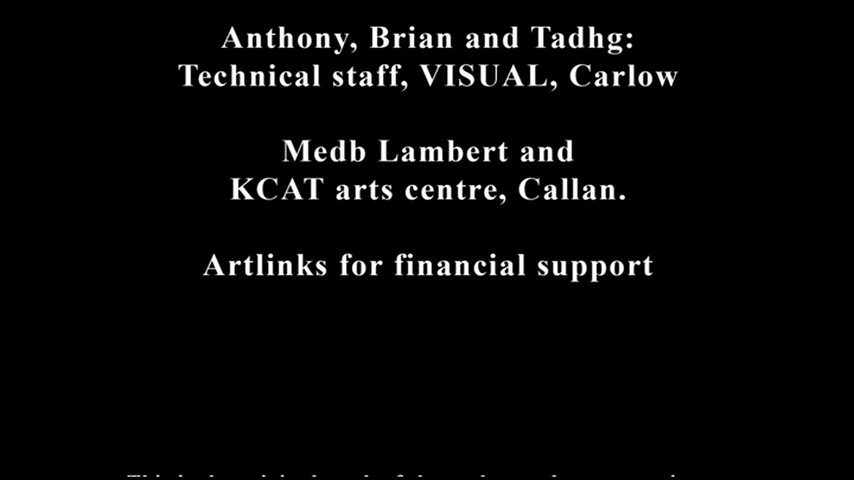 Anthony, Brian and Tadhg:
Technical staff, VISUAL, Carlow
Medb Lambert and
KCAT arts centre, Callan.
Artlinks for financial support